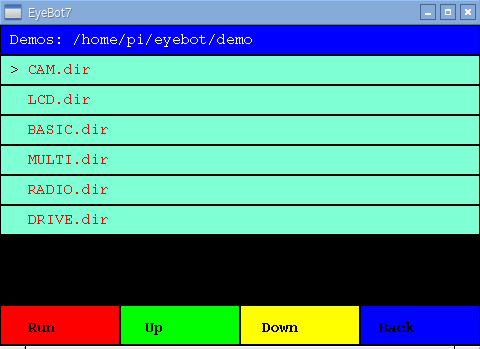 EyeBot7
Demos: /home/pi/eyebot/demo
> CAM.dir
LCD.dir
BASIC.dir
MULTI.dir
RADIO.dir
DRIVE.dir
Run Up Down Back